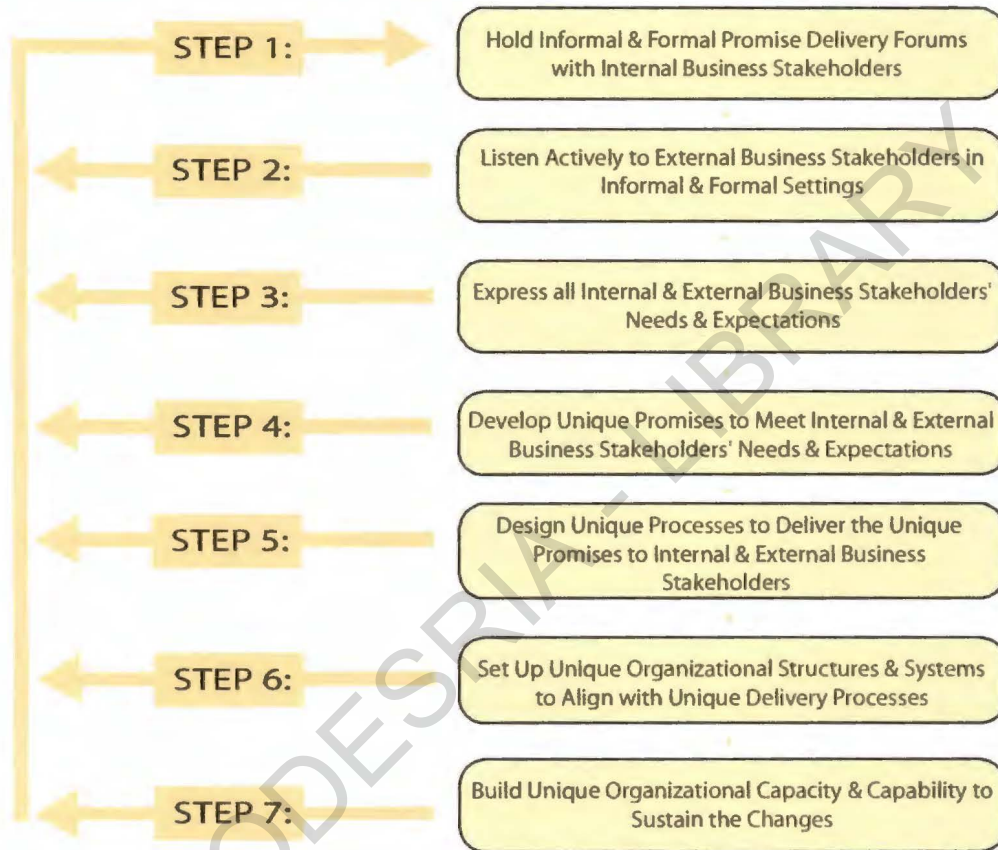 STEP 1:
Hold Informal & Formal Promise Delivery Forums
with Internal Business Stakeholders
STEP 2:
Listen Actively to External Business Stakeholders in
Informal & Formal Settings
STEP 3:
Express all Internal & External Business Stakeholders'
Needs & Expectations
STEP 4:
Develop Unique Promises to Meet Internal & External
Business Stakeholders' Needs & Expectations
STEP 5:
Design Unique Processes to Deliver the Unique
Promises to Internal & External Business
Stakeholders
STEP 6:
Set Up Unique Organizational Structures & Systems
to Align with Unique Delivery Processes
STEP 7:
Build Unique Organizational Capacity & Capability to
Sustain the Changes
ODESRIA - LIBRARY